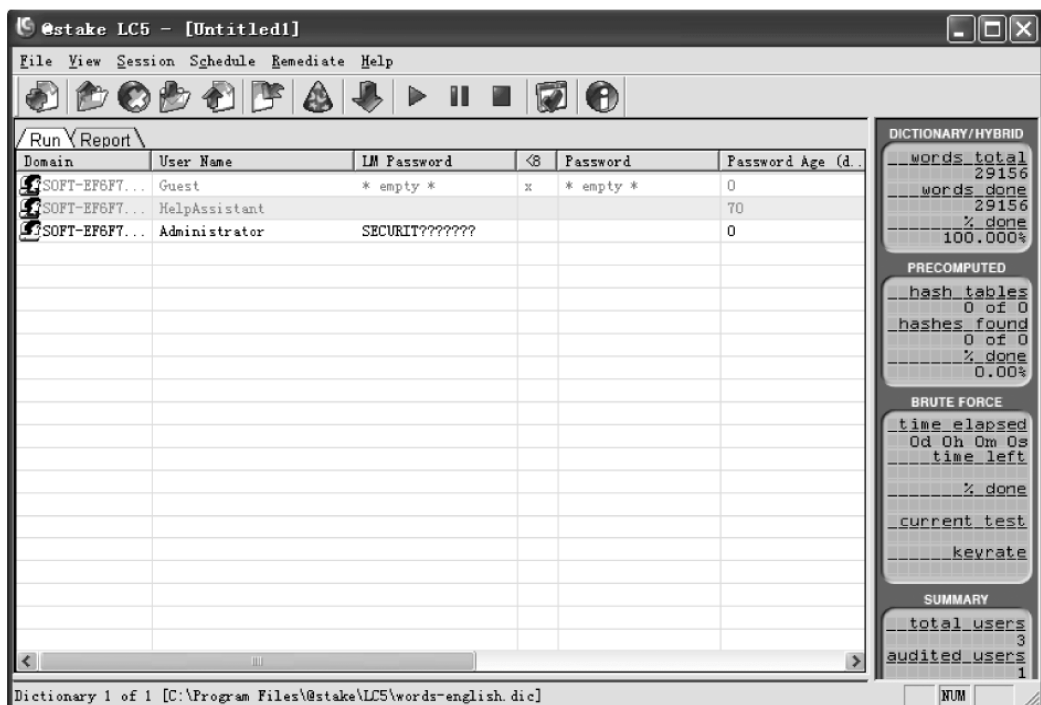 @stake LC5 - [Untitled1]
File View Session Schedule Remediate Help
Run Report
Domain User Name LM Password <8 Password Password Age (d..
SOFT-EF6F7... Guest * empty * x * empty * 0
SOFT-EF6F7... HelpAssistant 70
SOFT-EF6F7... Administrator SECURIT??????? 0
DICTIONARY/HYBRID
words total
29156
words done
29156
% done
100.000%
PRECOMPUTED
hash tables
0 of 0
hashes found
0 of 0
% done
0.00%
BRUTE FORCE
time elapsed
0d 0h 0m 0s
time left
% done
current test
keyrate
SUMMARY
total users
3
audited users
1
Dictionary 1 of 1 [C:\Program Files\@stake\LC5\words-english.dic]
NUM